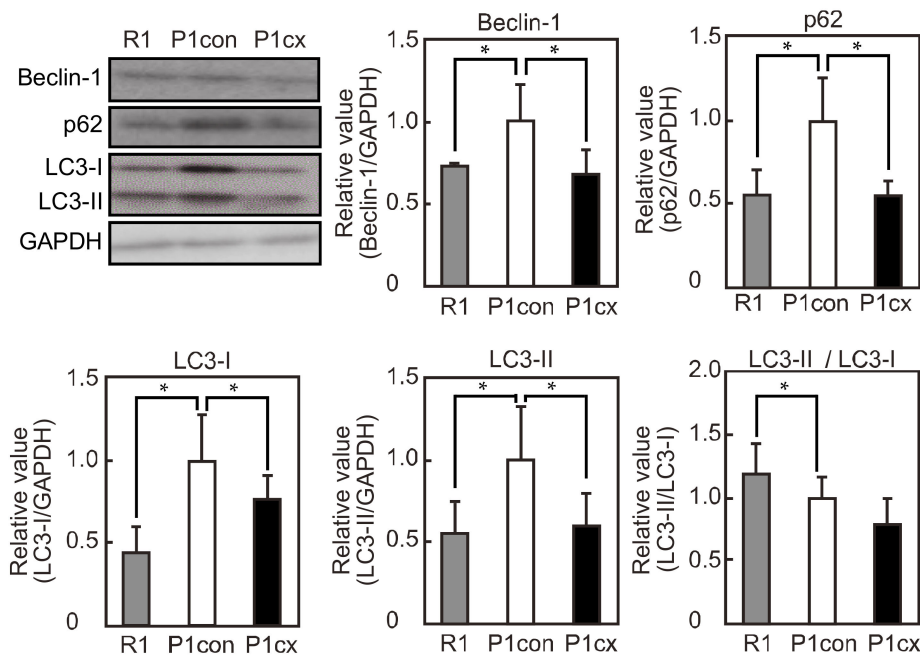 R1 P1con P1cx
Beclin-1
p62
LC3-I
LC3-II
GAPDH
Beclin-1
Relative value
(Beclin-1/GAPDH)
1.5
1.0
0.5
0
* *
R1 P1con P1cx
p62
Relative value
(p62/GAPDH)
1.5
1.0
0.5
0
* *
R1 P1con P1cx
LC3-I
Relative value
(LC3-I/GAPDH)
1.5
1.0
0.5
0
* *
R1 P1con P1cx
LC3-II
Relative value
(LC3-II/GAPDH)
1.5
1.0
0.5
0
* *
R1 P1con P1cx
LC3-II / LC3-I
Relative value
(LC3-II/LC3-I)
2.0
1.5
1.0
0.5
0
*
R1 P1con P1cx